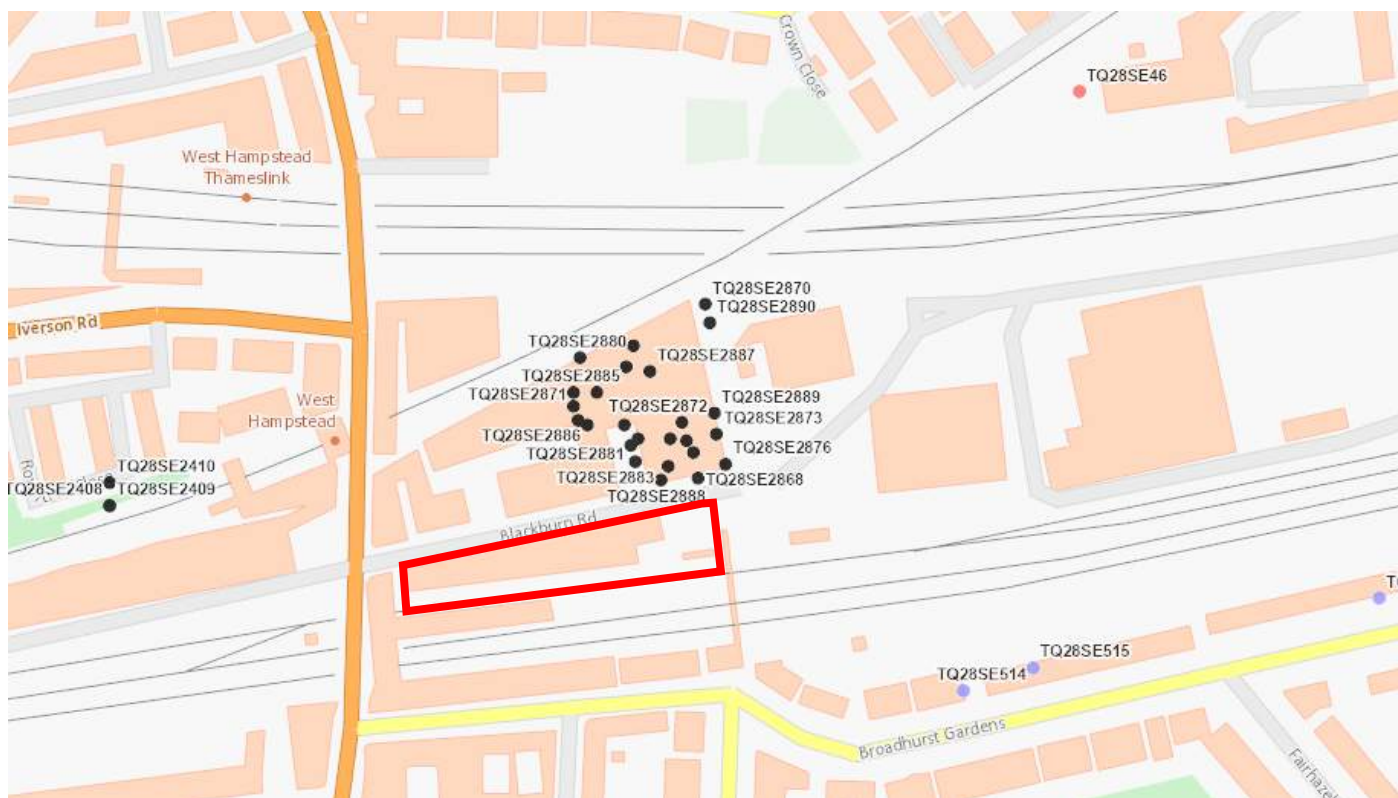 Crown Close
TQ28SE46
West Hampstead
Thameslink
TQ28SE2870
TQ28SE2890
Iverson Rd
TQ28SE2880
TQ28SE2887
TQ28SE2885
TQ28SE2871
TQ28SE2889
West
Hampstead
TQ28SE2872
TQ28SE2873
TQ28SE2886
TQ28SE2876
TQ28SE2881
TQ28SE2410
TQ28SE2883
TQ28SE2868
TQ28SE2408
TQ28SE2409
TQ28SE2888
Blackburn Rd
TQ28SE515
TQ28SE514
Broadhurst Gardens